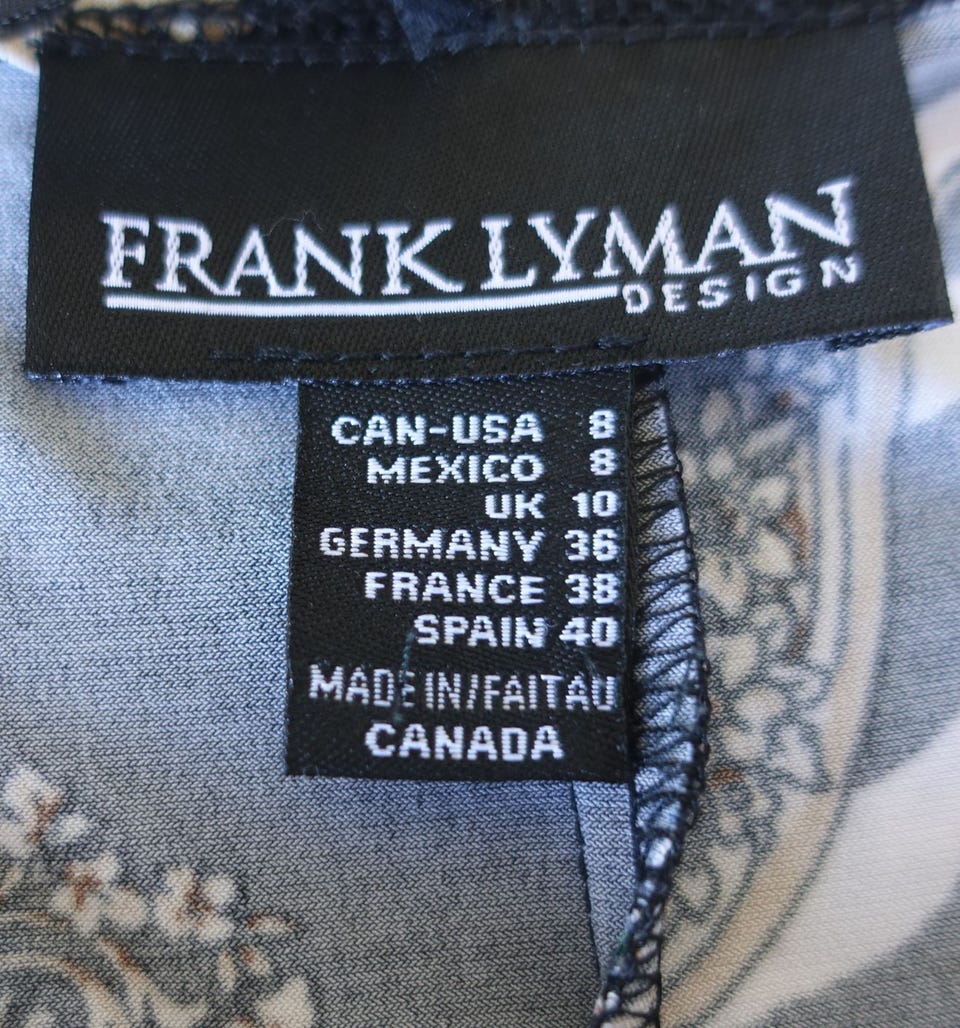 FRANK LYMAN
DESIGN
CAN-USA 8
MEXICO 8
UK 10
GERMANY 36
FRANCE 38
SPAIN 40
MADE IN/FAIT AU
CANADA